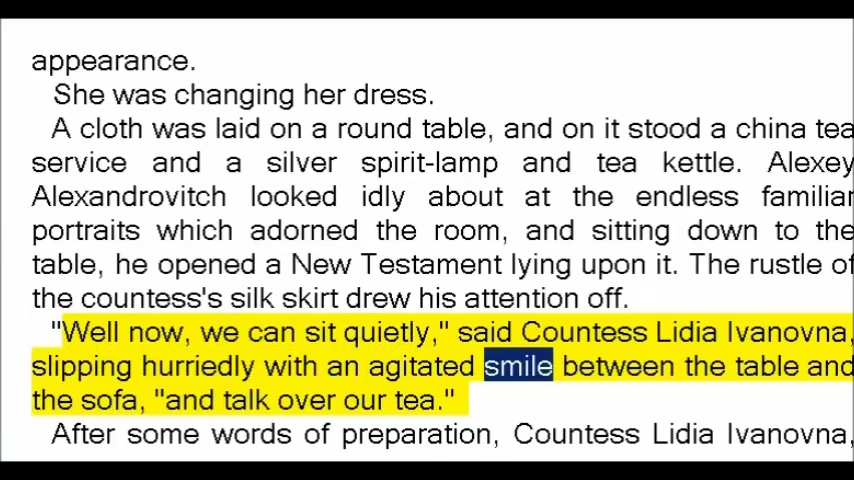 appearance.
She was changing her dress.
A cloth was laid on a round table, and on it stood a china tea
service and a silver spirit-lamp and tea kettle. Alexey
Alexandrovitch looked idly about at the endless familiar
portraits which adorned the room, and sitting down to the
table, he opened a New Testament lying upon it. The rustle of
the countess's silk skirt drew his attention off.
"Well now, we can sit quietly," said Countess Lidia Ivanovna,
slipping hurriedly with an agitated smile between the table and
the sofa, "and talk over our tea."
After some words of preparation, Countess Lidia Ivanovna,